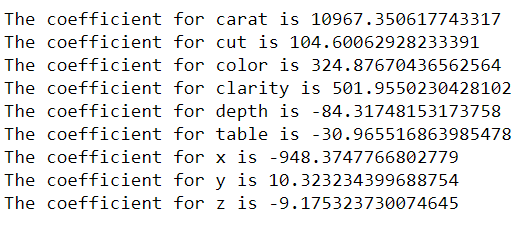 The coefficient for carat is 10967.350617743317
The coefficient for cut is 104.60062928233391
The coefficient for color is 324.87670436562564
The coefficient for clarity is 501.9550230428102
The coefficient for depth is -84.31748153173758
The coefficient for table is -30.965516863985478
The coefficient for x is -948.3747766802779
The coefficient for y is 10.323234399688754
The coefficient for z is -9.175323730074645